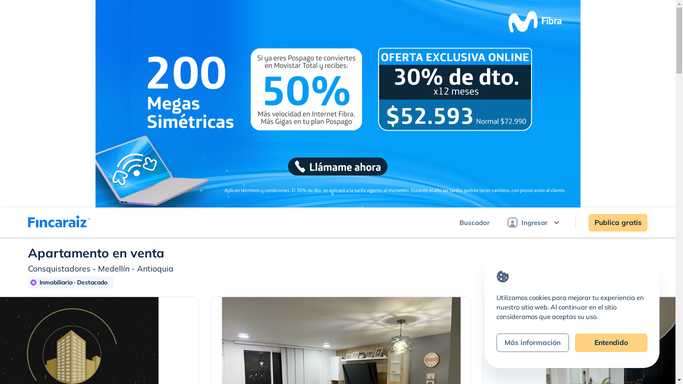 Fibra
200
Megas
Simétricas
Si ya eres Pospago te conviertes
en Movistar Total y recibes:
50%
Más velocidad en Internet Fibra.
Más Gigas en tu plan Pospago
OFERTA EXCLUSIVA ONLINE
30% de dto.
x12 meses
$52.593 Normal $72.990
Llámame ahora
Fincaraiz
Buscador
Ingresar
Publica gratis
Apartamento en venta
Consquistadores - Medellín - Antioquia
Inmobiliaria · Destacado
Utilizamos cookies para mejorar tu experiencia en
nuestro sitio web. Al continuar en el sitio
consideramos que aceptas su uso.
Más información
Entendido